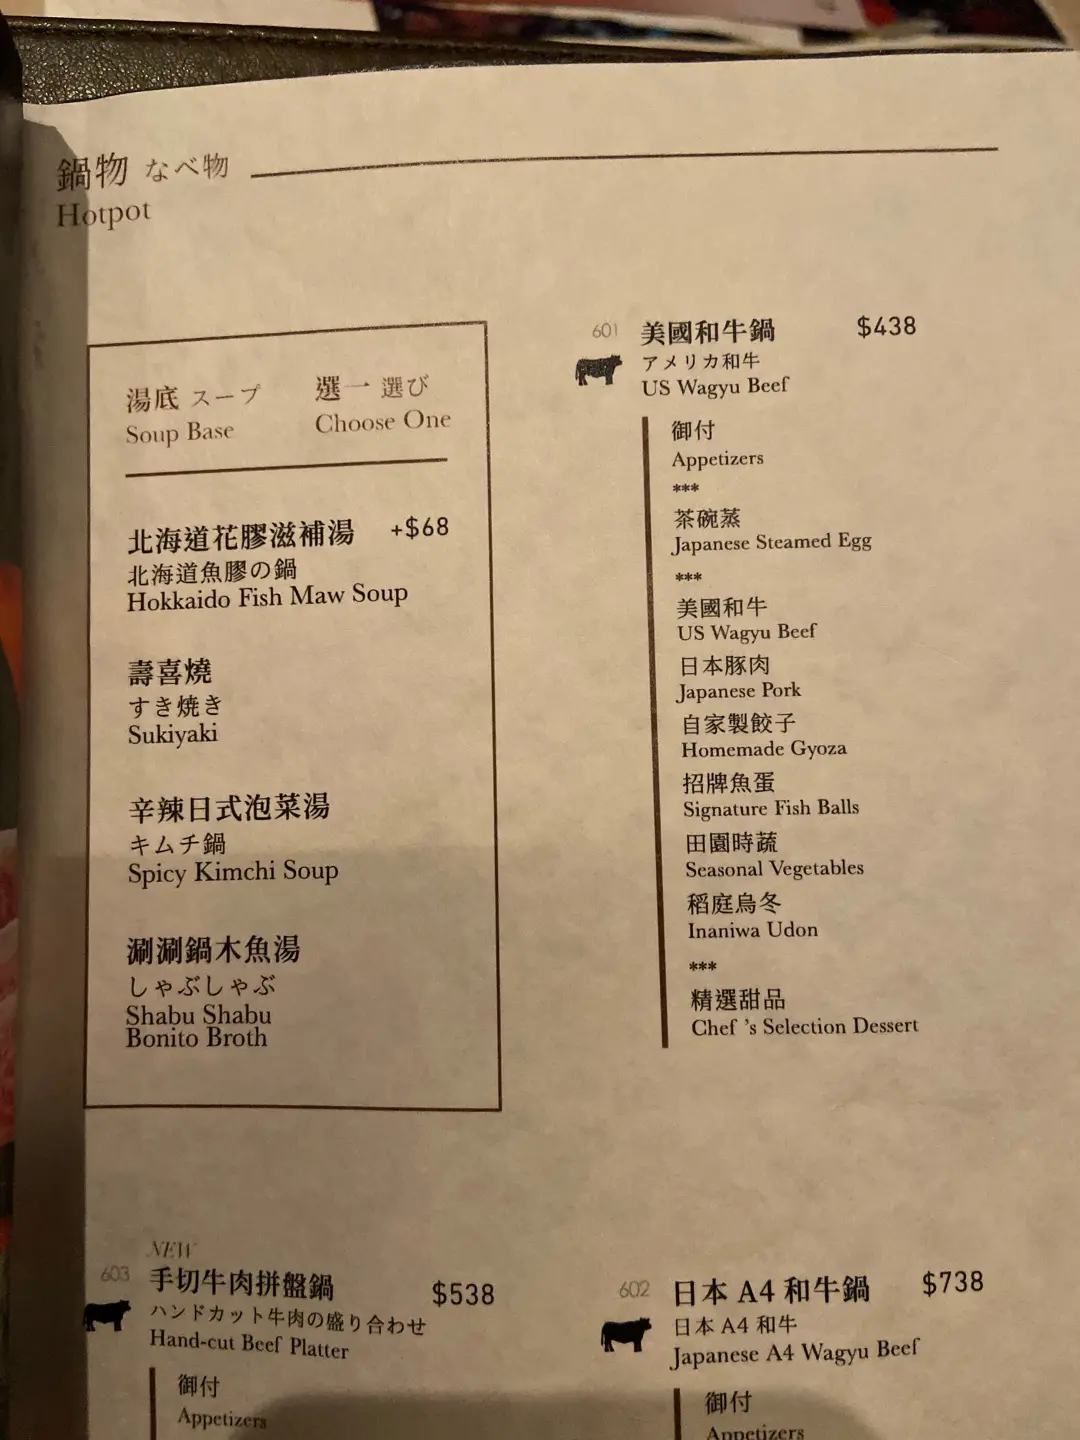 鍋物 なべ物
Hotpot
湯底 スープ
Soup Base
選一 選び
Choose One
北海道花膠滋補湯 +$68
北海道魚膠の鍋
Hokkaido Fish Maw Soup
壽喜燒
すき焼き
Sukiyaki
辛辣日式泡菜湯
キムチ鍋
Spicy Kimchi Soup
涮涮鍋木魚湯
しゃぶしゃぶ
Shabu Shabu
Bonito Broth
601 美國和牛鍋 $438
アメリカ和牛
US Wagyu Beef
御付
Appetizers
***
茶碗蒸
Japanese Steamed Egg
***
美國和牛
US Wagyu Beef
日本豚肉
Japanese Pork
自家製餃子
Homemade Gyoza
招牌魚蛋
Signature Fish Balls
田園時蔬
Seasonal Vegetables
稻庭烏冬
Inaniwa Udon
***
精選甜品
Chef 's Selection Dessert
NEW
603 手切牛肉拼盤鍋 $538
ハンドカット牛肉の盛り合わせ
Hand-cut Beef Platter
御付
Appetizers
602 日本 A4 和牛鍋 $738
日本 A4 和牛
Japanese A4 Wagyu Beef
御付
Appetizers